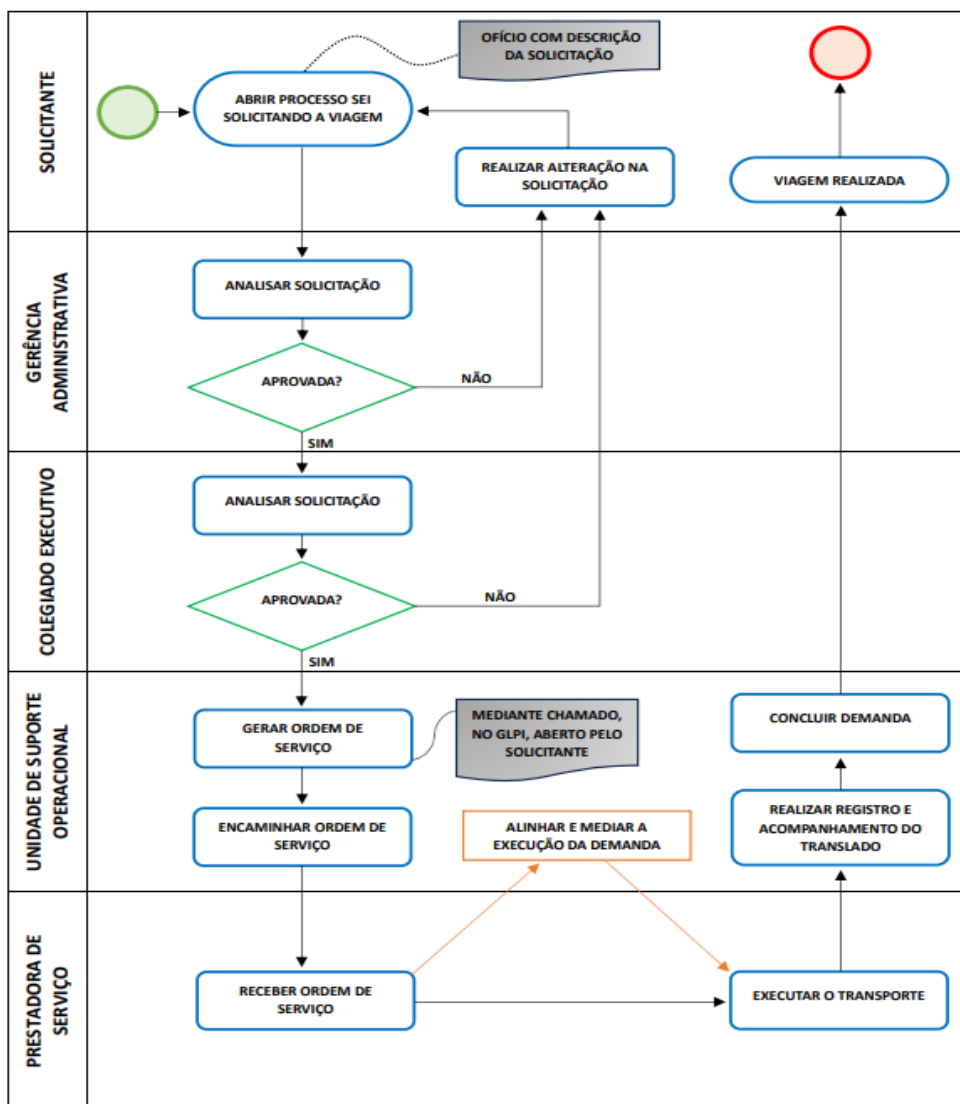 SOLICITANTE
OFÍCIO COM DESCRIÇÃO
DA SOLICITAÇÃO
ABRIR PROCESSO SEI
SOLICITANDO A VIAGEM
REALIZAR ALTERAÇÃO NA
SOLICITAÇÃO
VIAGEM REALIZADA
GERÊNCIA
ADMINISTRATIVA
ANALISAR SOLICITAÇÃO
APROVADA?
NÃO
SIM
COLEGIADO EXECUTIVO
ANALISAR SOLICITAÇÃO
APROVADA?
NÃO
SIM
UNIDADE DE SUPORTE
OPERACIONAL
GERAR ORDEM DE
SERVIÇO
MEDIANTE CHAMADO,
NO GLPI, ABERTO PELO
SOLICITANTE
CONCLUIR DEMANDA
ENCAMINHAR ORDEM DE
SERVIÇO
ALINHAR E MEDIAR A
EXECUÇÃO DA DEMANDA
REALIZAR REGISTRO E
ACOMPANHAMENTO DO
TRANSLADO
PRESTADORA DE
SERVIÇO
RECEBER ORDEM DE
SERVIÇO
EXECUTAR O TRANSPORTE